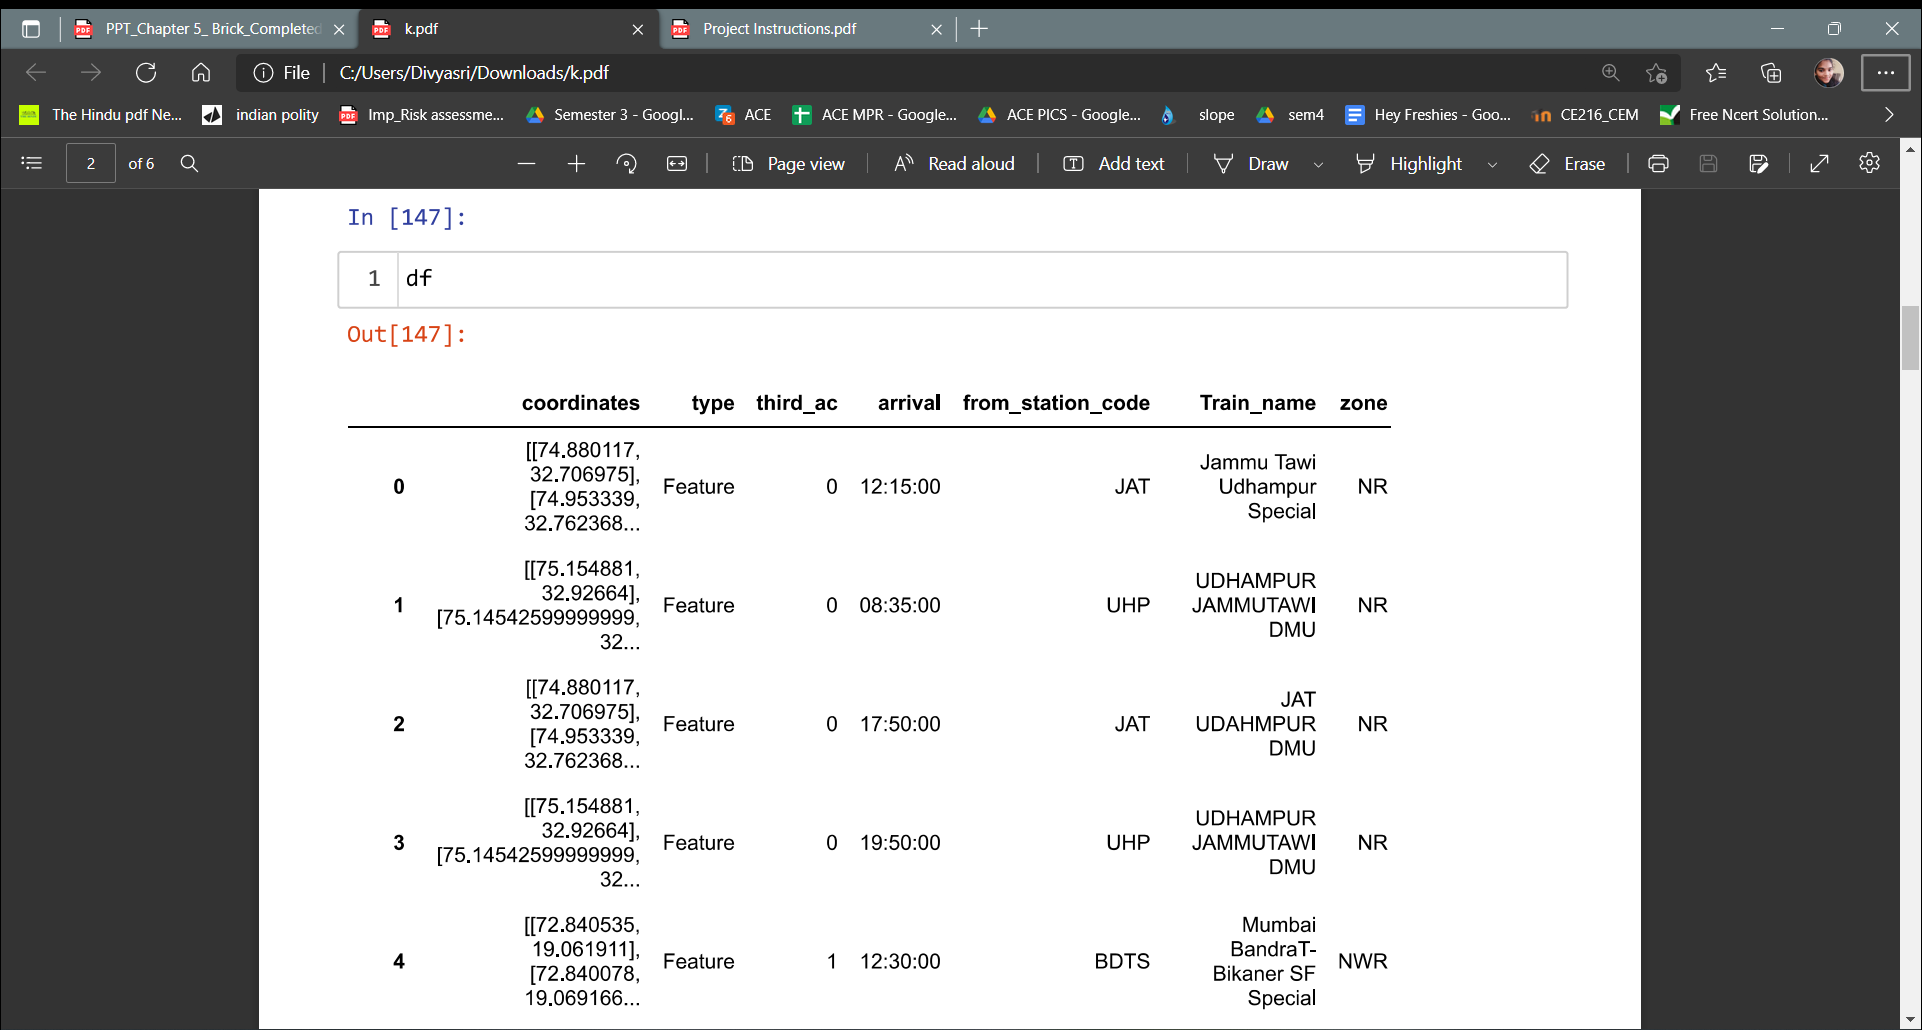 PPT_Chapter 5_ Brick_Completed
k.pdf
Project Instructions.pdf
File
C:/Users/Divyasri/Downloads/k.pdf
The Hindu pdf Ne...
indian polity
Imp_Risk assessme...
Semester 3 - Googl...
ACE
ACE MPR - Google...
ACE PICS - Google...
slope
sem4
Hey Freshies - Goo...
CE216_CEM
Free Ncert Solution...
2 of 6
Page view
Read aloud
Add text
Draw
Highlight
Erase
In [147]:
1 df
Out[147]:
coordinates type third_ac arrival from_station_code Train_name zone
0
[[74.880117,
32.706975],
[74.953339,
32.762368...
Feature 0 12:15:00 JAT
Jammu Tawi
Udhampur
Special
NR
1
[[75.154881,
32.92664],
[75.14542599999999,
32...
Feature 0 08:35:00 UHP
UDHAMPUR
JAMMUTAWI
DMU
NR
2
[[74.880117,
32.706975],
[74.953339,
32.762368...
Feature 0 17:50:00 JAT
JAT
UDAHMPUR
DMU
NR
3
[[75.154881,
32.92664],
[75.14542599999999,
32...
Feature 0 19:50:00 UHP
UDHAMPUR
JAMMUTAWI
DMU
NR
4
[[72.840535,
19.061911],
[72.840078,
19.069166...
Feature 1 12:30:00 BDTS
Mumbai
BandraT-
Bikaner SF
Special
NWR